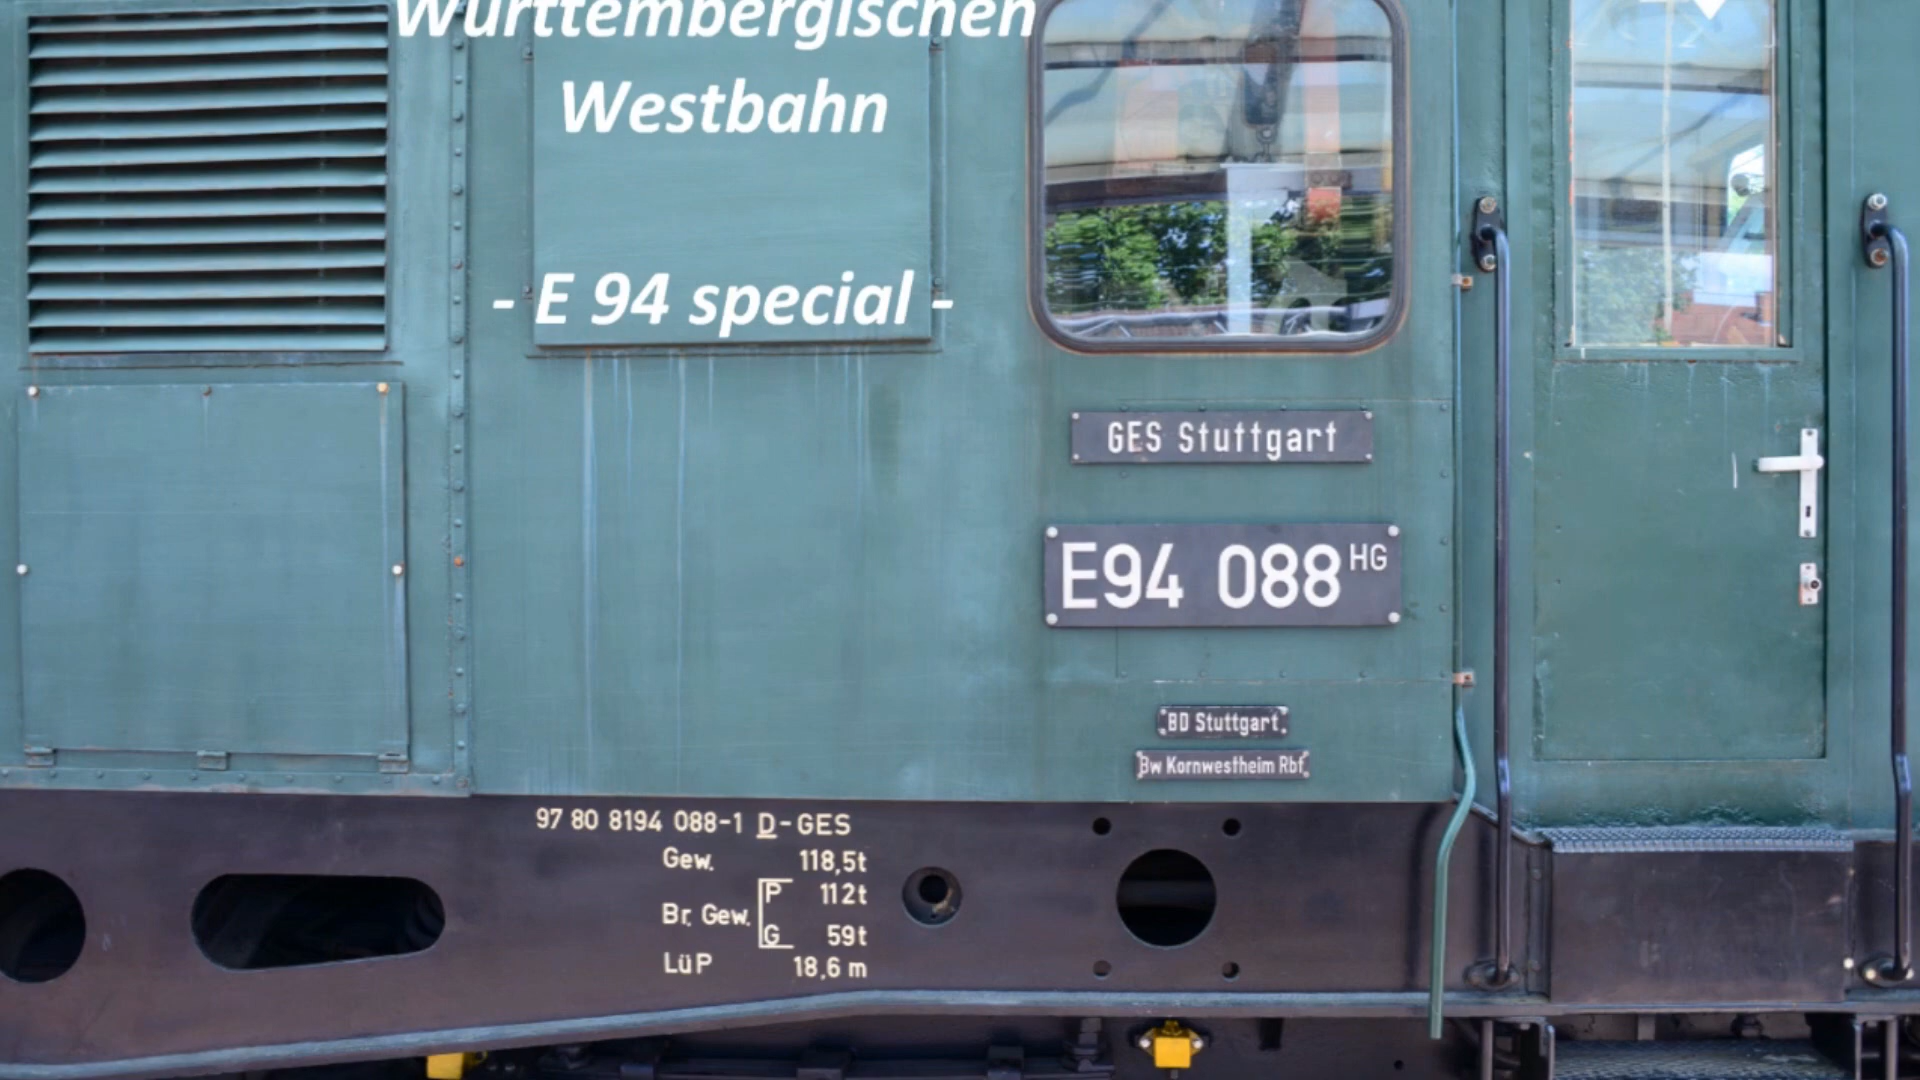 Württembergischen
Westbahn
- E 94 special -
GES Stuttgart
E94 088 HG
BD Stuttgart
Bw Kornwestheim Rbf
97 80 8194 088-1 D-GES
Gew. 118,5t
Br. Gew. P 112t
G 59t
LüP 18,6 m